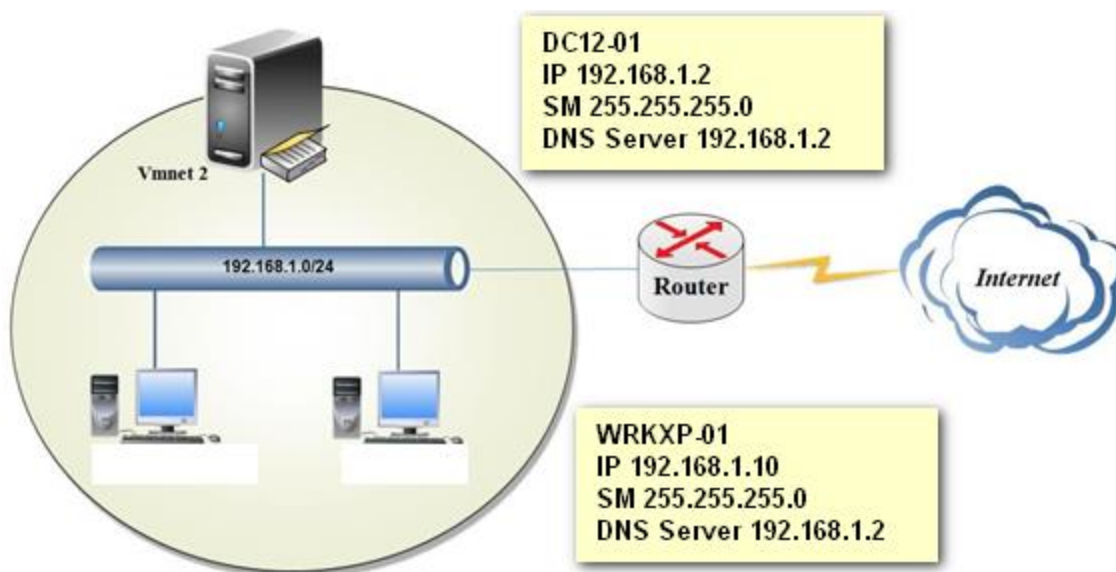 DC12-01
IP 192.168.1.2
SM 255.255.255.0
DNS Server 192.168.1.2
Vmnet 2
192.168.1.0/24
Router
Internet
WRKXP-01
IP 192.168.1.10
SM 255.255.255.0
DNS Server 192.168.1.2